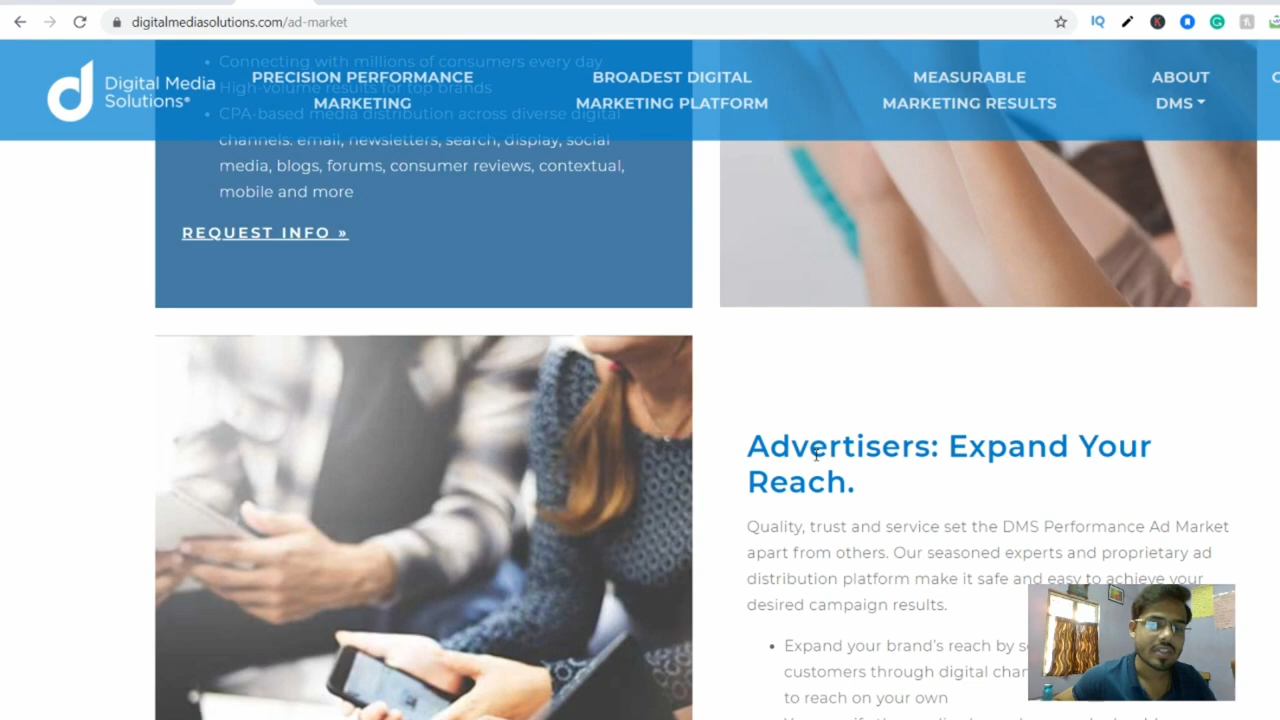 digitalmediasolutions.com/ad-market
IQ
Digital Media
Solutions®
PRECISION PERFORMANCE
MARKETING
BROADEST DIGITAL
MARKETING PLATFORM
MEASURABLE
MARKETING RESULTS
ABOUT
DMS
Connecting with millions of consumers every day
High-volume results for top brands
CPA-based media distribution across diverse digital
channels: email, newsletters, search, display, social
media, blogs, forums, consumer reviews, contextual,
mobile and more
REQUEST INFO »
Advertisers: Expand Your
Reach.
Quality, trust and service set the DMS Performance Ad Market
apart from others. Our seasoned experts and proprietary ad
distribution platform make it safe and easy to achieve your
desired campaign results.
Expand your brand's reach by
customers through digital
to reach on your own